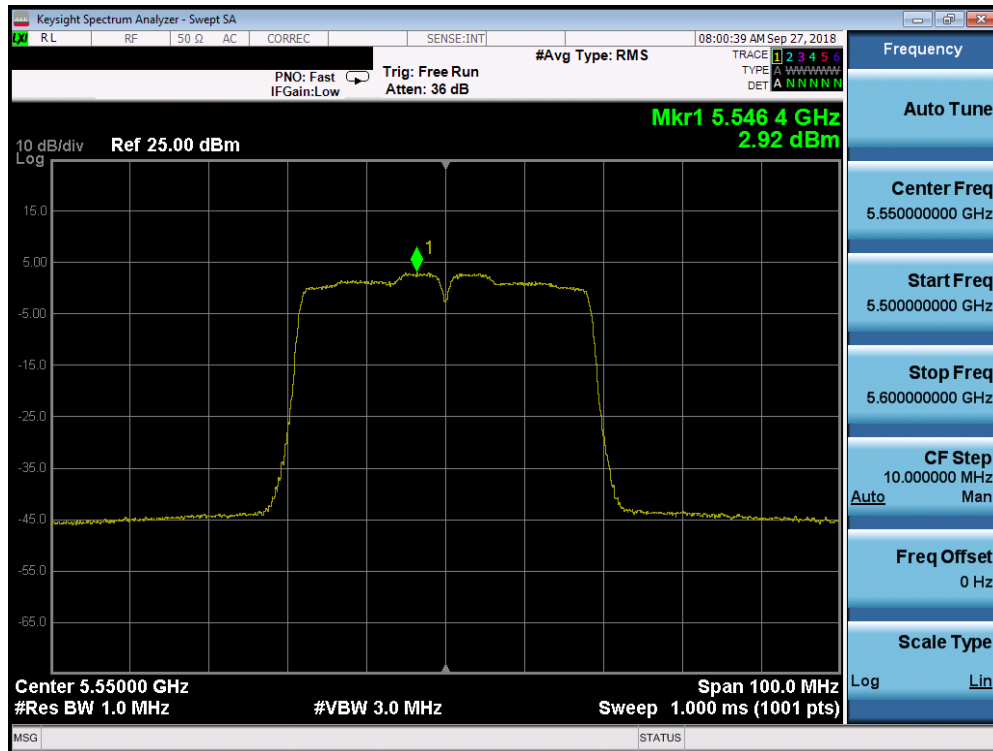 Keysight Spectrum Analyzer - Swept SA
LXI RL RF 50 Ω AC CORREC SENSE:INT 08:00:39 AM Sep 27, 2018
#Avg Type: RMS
TRACE 1 2 3 4 5 6
PNO: Fast Trig: Free Run TYPE A WWWWW
IFGain:Low Atten: 36 dB DET A N N N N N
Mkr1 5.546 4 GHz
2.92 dBm
10 dB/div Ref 25.00 dBm
Log
15.0
1
5.00
-5.00
-15.0
-25.0
-35.0
-45.0
-55.0
-65.0
Center 5.55000 GHz Span 100.0 MHz
#Res BW 1.0 MHz #VBW 3.0 MHz Sweep 1.000 ms (1001 pts)
MSG STATUS
Frequency
Auto Tune
Center Freq
5.550000000 GHz
Start Freq
5.500000000 GHz
Stop Freq
5.600000000 GHz
CF Step
10.000000 MHz
Auto Man
Freq Offset
0 Hz
Scale Type
Log Lin